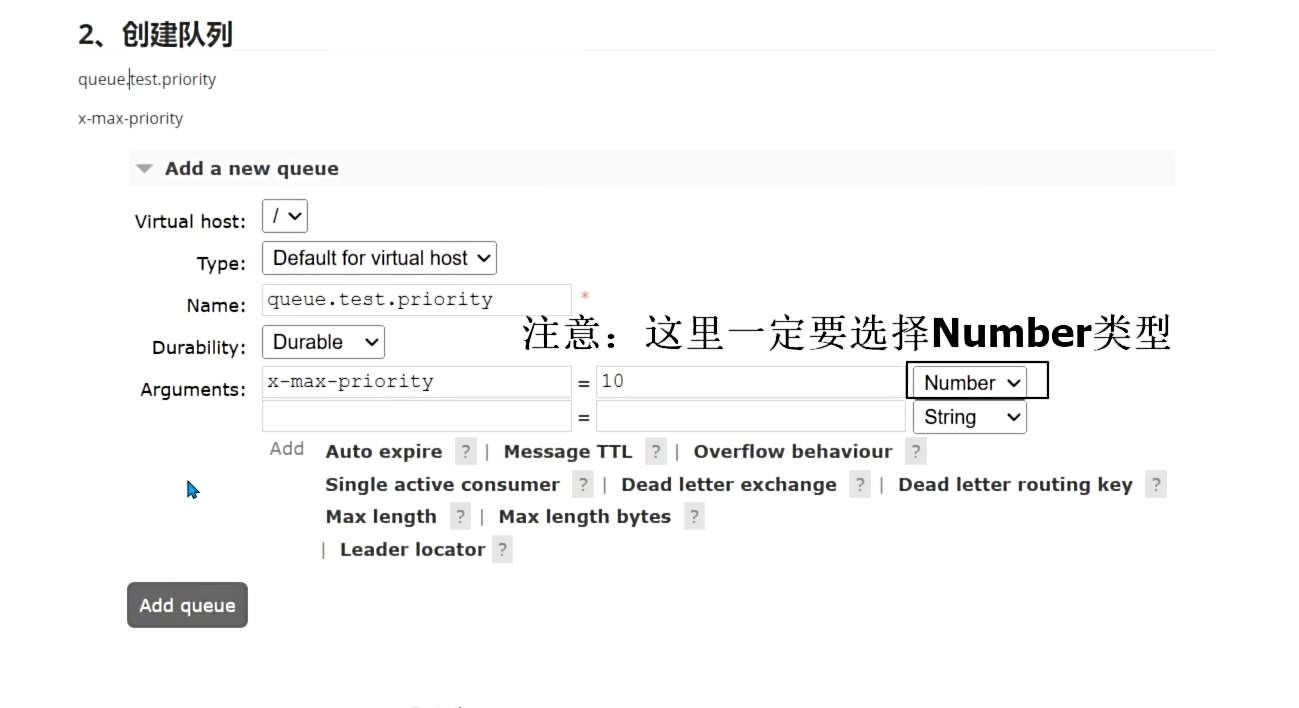 2、创建队列
queue.test.priority
x-max-priority
Add a new queue
Virtual host: /
Type: Default for virtual host
Name: queue.test.priority *
注意：这里一定要选择Number类型
Durability: Durable
Arguments: x-max-priority = 10 Number
= String
Add Auto expire ? | Message TTL ? | Overflow behaviour ?
Single active consumer ? | Dead letter exchange ? | Dead letter routing key ?
Max length ? | Max length bytes ?
| Leader locator ?
Add queue